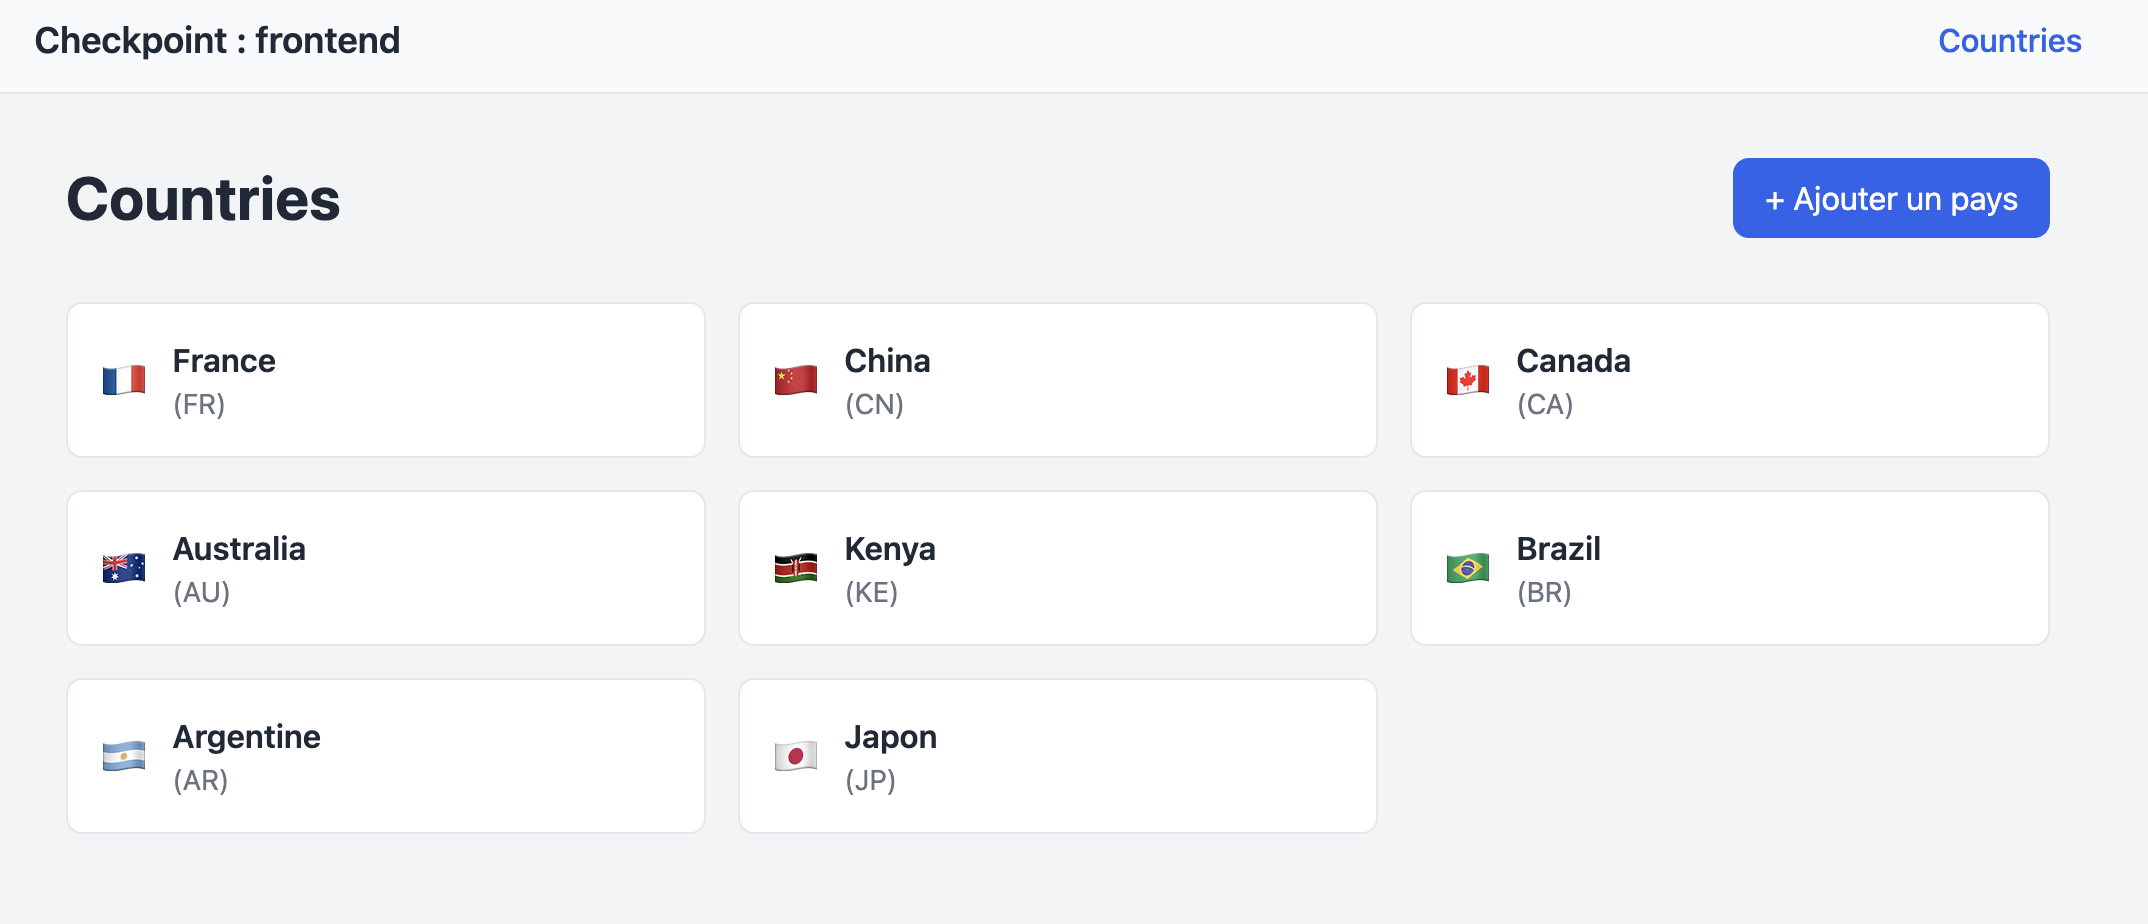 Checkpoint : frontend
Countries
Countries
+ Ajouter un pays
France
(FR)
China
(CN)
Canada
(CA)
Australia
(AU)
Kenya
(KE)
Brazil
(BR)
Argentine
(AR)
Japon
(JP)